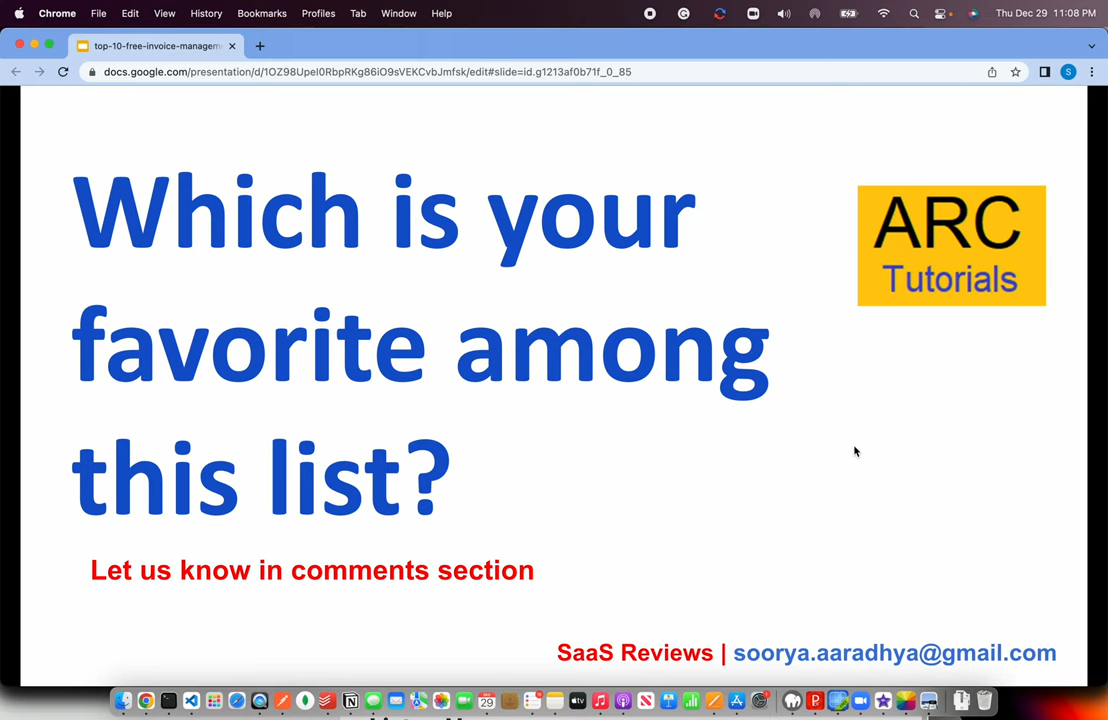 Chrome File Edit View History Bookmarks Profiles Tab Window Help Thu Dec 29 11:08 PM
top-10-free-invoice-managem
docs.google.com/presentation/d/1OZ98UpeI0RbpRKg86iO9sVEKCvbJmfsk/edit#slide=id.g1213af0b71f_0_85
S
Which is your
favorite among
this list?
ARC
Tutorials
Let us know in comments section
SaaS Reviews | soorya.aaradhya@gmail.com
29